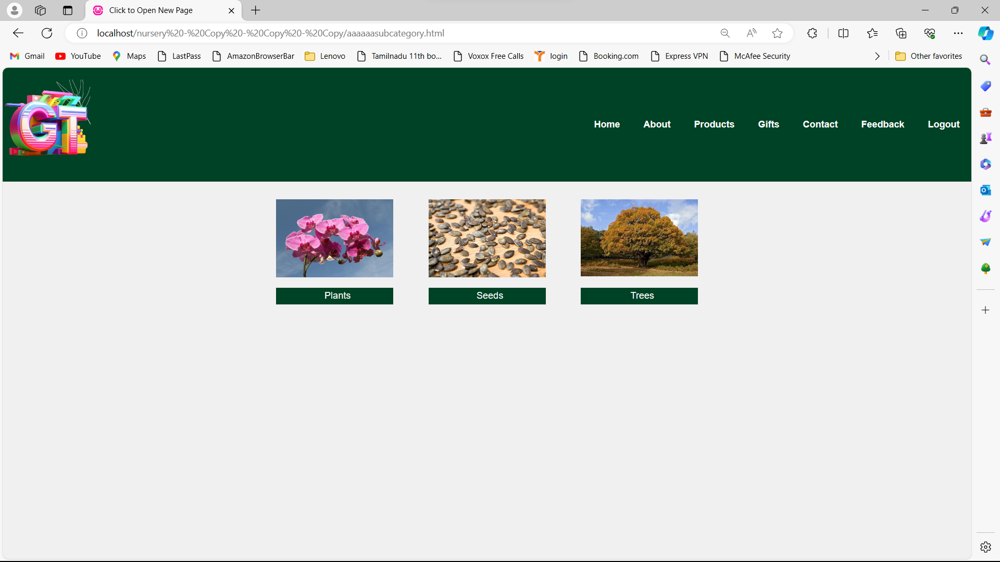 Click to Open New Page
localhost/nursery%20-%20Copy%20-%20Copy%20-%20Copy/aaaaaasubcategory.html
Gmail YouTube Maps LastPass AmazonBrowserBar Lenovo Tamilnadu 11th bo... Voxox Free Calls login Booking.com Express VPN McAfee Security Other favorites
GT
Home About Products Gifts Contact Feedback Logout
Plants Seeds Trees